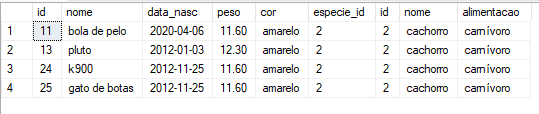 id nome data_nasc peso cor especie_id id nome alimentacao
1 11 bola de pelo 2020-04-06 11.60 amarelo 2 2 cachorro carnívoro
2 13 pluto 2012-01-03 12.30 amarelo 2 2 cachorro carnívoro
3 24 k900 2012-11-25 11.60 amarelo 2 2 cachorro carnívoro
4 25 gato de botas 2012-11-25 11.60 amarelo 2 2 cachorro carnívoro